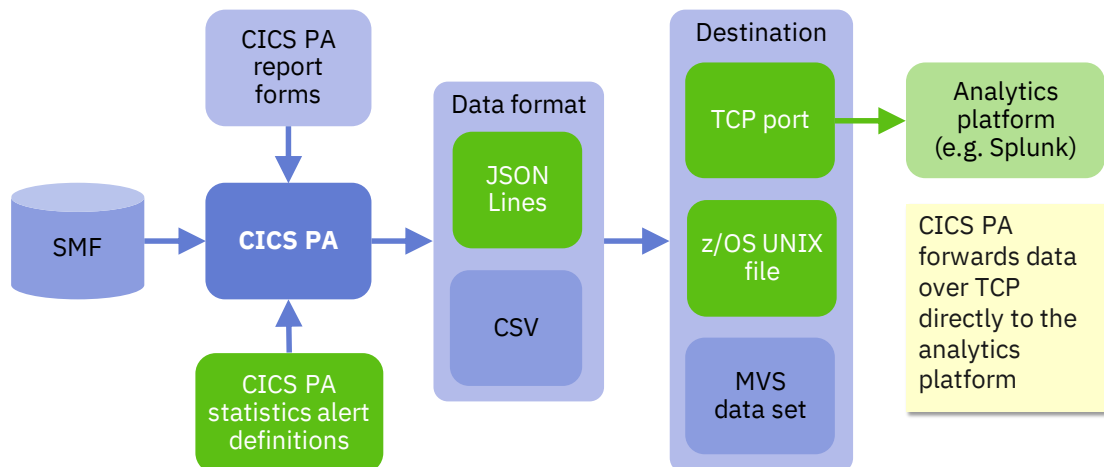 CICS PA
report
forms
SMF
CICS PA
CICS PA
statistics alert
definitions
Data format
JSON
Lines
CSV
Destination
TCP port
z/OS UNIX
file
MVS
data set
Analytics
platform
(e.g. Splunk)
CICS PA
forwards data
over TCP
directly to the
analytics
platform